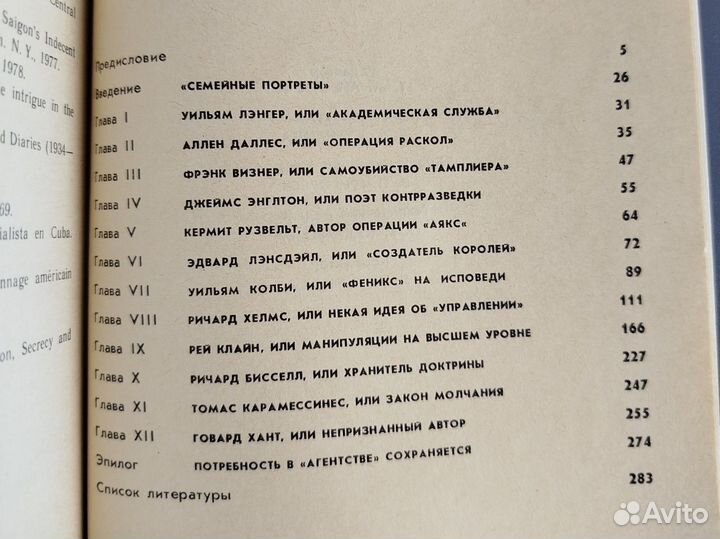 Central
Saigon's Indecent
n. N. Y., 1977.
1978.
e intrigue in the
d Diaries (1934—
69.
ialista en Cuba.
nnage américain
on, Secrecy and
Предисловие 5
Введение «СЕМЕЙНЫЕ ПОРТРЕТЫ» 26
Глава I УИЛЬЯМ ЛЭНГЕР, ИЛИ «АКАДЕМИЧЕСКАЯ СЛУЖБА» 31
Глава II АЛЛЕН ДАЛЛЕС, ИЛИ «ОПЕРАЦИЯ РАСКОЛ» 35
Глава III ФРЭНК ВИЗНЕР, ИЛИ САМОУБИЙСТВО «ТАМПЛИЕРА» 47
Глава IV ДЖЕЙМС ЭНГЛТОН, ИЛИ ПОЭТ КОНТРРАЗВЕДКИ 55
Глава V КЕРМИТ РУЗВЕЛЬТ, АВТОР ОПЕРАЦИИ «АЯКС“ 64
Глава VI ЭДВАРД ЛЭНСДЭЙЛ, ИЛИ «СОЗДАТЕЛЬ КОРОЛЕЙ» 72
Глава VII УИЛЬЯМ КОЛБИ, ИЛИ «ФЕНИКС» НА ИСПОВЕДИ 89
Глава VIII РИЧАРД ХЕЛМС, ИЛИ НЕКАЯ ИДЕЯ ОБ «УПРАВЛЕНИИ» 111
Глава IX РЕЙ КЛАЙН, ИЛИ МАНИПУЛЯЦИИ НА ВЫСШЕМ УРОВНЕ 166
Глава X РИЧАРД БИССЕЛЛ, ИЛИ ХРАНИТЕЛЬ ДОКТРИНЫ 227
Глава XI ТОМАС КАРАМЕССИНЕС, ИЛИ ЗАКОН МОЛЧАНИЯ 247
Глава XII ГОВАРД ХАНТ, ИЛИ НЕПРИЗНАННЫЙ АВТОР 255
Эпилог ПОТРЕБНОСТЬ В «АГЕНТСТВЕ» СОХРАНЯЕТСЯ 274
Список литературы 283
Avito